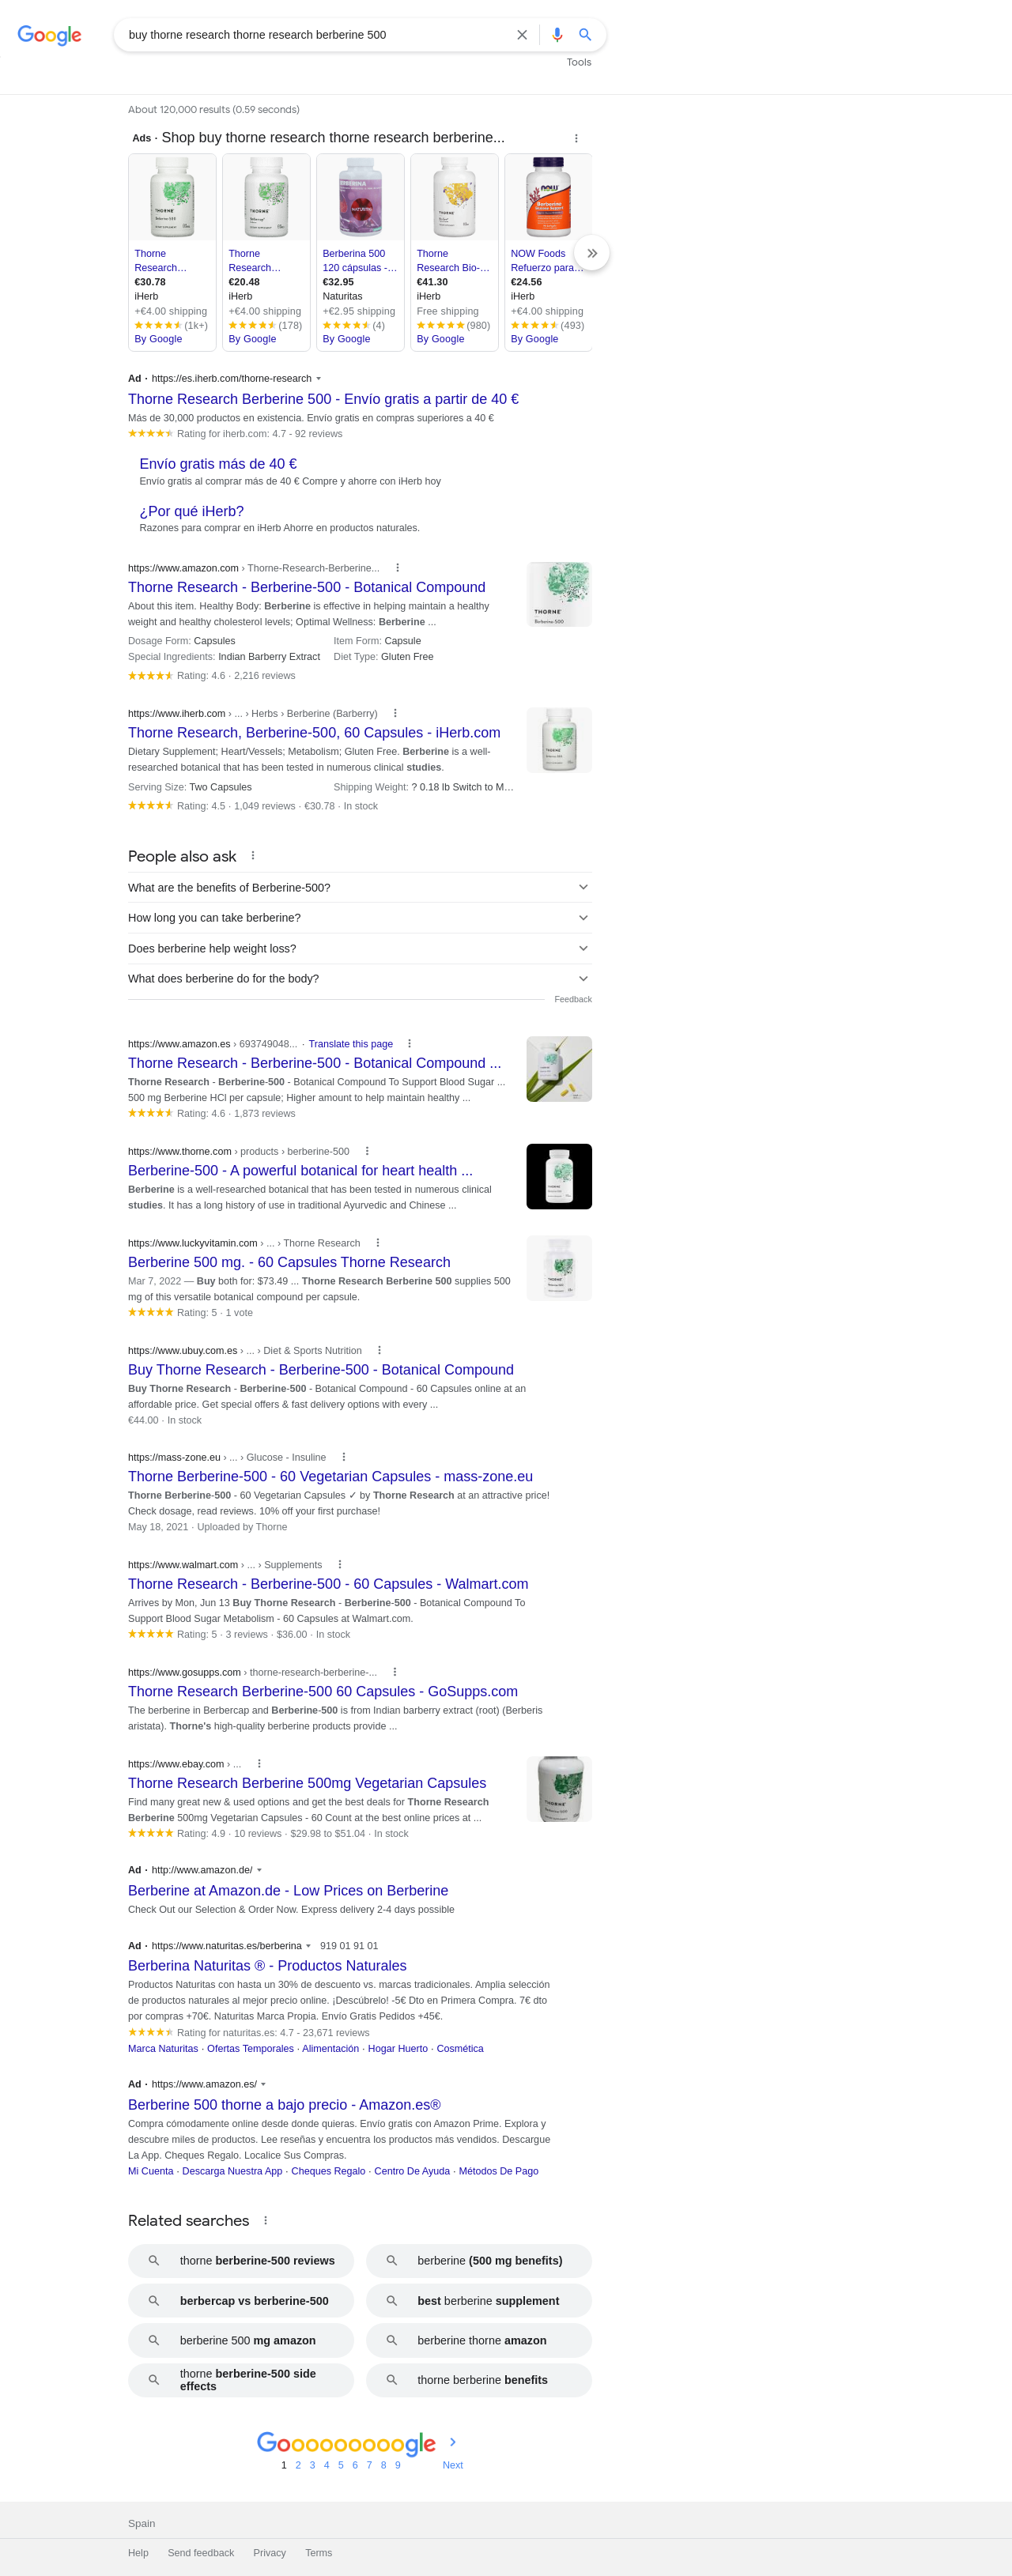 Google
buy thorne research thorne research berberine 500
Tools
About 120,000 results (0.59 seconds)
Ads · Shop buy thorne research thorne research berberine...
Thorne
Research…
€30.78
iHerb
+€4.00 shipping
(1k+)
By Google
Thorne
Research…
€20.48
iHerb
+€4.00 shipping
(178)
By Google
Berberina 500
120 cápsulas -…
€32.95
Naturitas
+€2.95 shipping
(4)
By Google
Thorne
Research Bio-…
€41.30
iHerb
Free shipping
(980)
By Google
NOW Foods
Refuerzo para…
€24.56
iHerb
+€4.00 shipping
(493)
By Google
Ad · https://es.iherb.com/thorne-research
Thorne Research Berberine 500 - Envío gratis a partir de 40 €
Más de 30,000 productos en existencia. Envío gratis en compras superiores a 40 €
Rating for iherb.com: 4.7 - 92 reviews
Envío gratis más de 40 €
Envío gratis al comprar más de 40 € Compre y ahorre con iHerb hoy
¿Por qué iHerb?
Razones para comprar en iHerb Ahorre en productos naturales.
https://www.amazon.com › Thorne-Research-Berberine...
Thorne Research - Berberine-500 - Botanical Compound
About this item. Healthy Body: Berberine is effective in helping maintain a healthy
weight and healthy cholesterol levels; Optimal Wellness: Berberine ...
Dosage Form: Capsules Item Form: Capsule
Special Ingredients: Indian Barberry Extract Diet Type: Gluten Free
Rating: 4.6 · 2,216 reviews
THORNE
Berberine-500
https://www.iherb.com › ... › Herbs › Berberine (Barberry)
Thorne Research, Berberine-500, 60 Capsules - iHerb.com
Dietary Supplement; Heart/Vessels; Metabolism; Gluten Free. Berberine is a well-
researched botanical that has been tested in numerous clinical studies.
Serving Size: Two Capsules Shipping Weight: ? 0.18 lb Switch to M…
Rating: 4.5 · 1,049 reviews · €30.78 · In stock
People also ask
What are the benefits of Berberine-500?
How long you can take berberine?
Does berberine help weight loss?
What does berberine do for the body?
Feedback
https://www.amazon.es › 693749048... · Translate this page
Thorne Research - Berberine-500 - Botanical Compound ...
Thorne Research - Berberine-500 - Botanical Compound To Support Blood Sugar ...
500 mg Berberine HCl per capsule; Higher amount to help maintain healthy ...
Rating: 4.6 · 1,873 reviews
https://www.thorne.com › products › berberine-500
Berberine-500 - A powerful botanical for heart health ...
Berberine is a well-researched botanical that has been tested in numerous clinical
studies. It has a long history of use in traditional Ayurvedic and Chinese ...
https://www.luckyvitamin.com › ... › Thorne Research
Berberine 500 mg. - 60 Capsules Thorne Research
Mar 7, 2022 — Buy both for: $73.49 ... Thorne Research Berberine 500 supplies 500
mg of this versatile botanical compound per capsule.
Rating: 5 · 1 vote
https://www.ubuy.com.es › ... › Diet & Sports Nutrition
Buy Thorne Research - Berberine-500 - Botanical Compound
Buy Thorne Research - Berberine-500 - Botanical Compound - 60 Capsules online at an
affordable price. Get special offers & fast delivery options with every ...
€44.00 · In stock
https://mass-zone.eu › ... › Glucose - Insuline
Thorne Berberine-500 - 60 Vegetarian Capsules - mass-zone.eu
Thorne Berberine-500 - 60 Vegetarian Capsules ✓ by Thorne Research at an attractive price!
Check dosage, read reviews. 10% off your first purchase!
May 18, 2021 · Uploaded by Thorne
https://www.walmart.com › ... › Supplements
Thorne Research - Berberine-500 - 60 Capsules - Walmart.com
Arrives by Mon, Jun 13 Buy Thorne Research - Berberine-500 - Botanical Compound To
Support Blood Sugar Metabolism - 60 Capsules at Walmart.com.
Rating: 5 · 3 reviews · $36.00 · In stock
https://www.gosupps.com › thorne-research-berberine-...
Thorne Research Berberine-500 60 Capsules - GoSupps.com
The berberine in Berbercap and Berberine-500 is from Indian barberry extract (root) (Berberis
aristata). Thorne's high-quality berberine products provide ...
https://www.ebay.com › ...
Thorne Research Berberine 500mg Vegetarian Capsules
Find many great new & used options and get the best deals for Thorne Research
Berberine 500mg Vegetarian Capsules - 60 Count at the best online prices at ...
Rating: 4.9 · 10 reviews · $29.98 to $51.04 · In stock
Ad · http://www.amazon.de/
Berberine at Amazon.de - Low Prices on Berberine
Check Out our Selection & Order Now. Express delivery 2-4 days possible
Ad · https://www.naturitas.es/berberina 919 01 91 01
Berberina Naturitas ® - Productos Naturales
Productos Naturitas con hasta un 30% de descuento vs. marcas tradicionales. Amplia selección
de productos naturales al mejor precio online. ¡Descúbrelo! -5€ Dto en Primera Compra. 7€ dto
por compras +70€. Naturitas Marca Propia. Envío Gratis Pedidos +45€.
Rating for naturitas.es: 4.7 - 23,671 reviews
Marca Naturitas · Ofertas Temporales · Alimentación · Hogar Huerto · Cosmética
Ad · https://www.amazon.es/
Berberine 500 thorne a bajo precio - Amazon.es®
Compra cómodamente online desde donde quieras. Envío gratis con Amazon Prime. Explora y
descubre miles de productos. Lee reseñas y encuentra los productos más vendidos. Descargue
La App. Cheques Regalo. Localice Sus Compras.
Mi Cuenta · Descarga Nuestra App · Cheques Regalo · Centro De Ayuda · Métodos De Pago
Related searches
thorne berberine-500 reviews
berberine (500 mg benefits)
berbercap vs berberine-500
best berberine supplement
berberine 500 mg amazon
berberine thorne amazon
thorne berberine-500 side
effects
thorne berberine benefits
Goooooooooogle
1 2 3 4 5 6 7 8 9 Next
Spain
Help Send feedback Privacy Terms